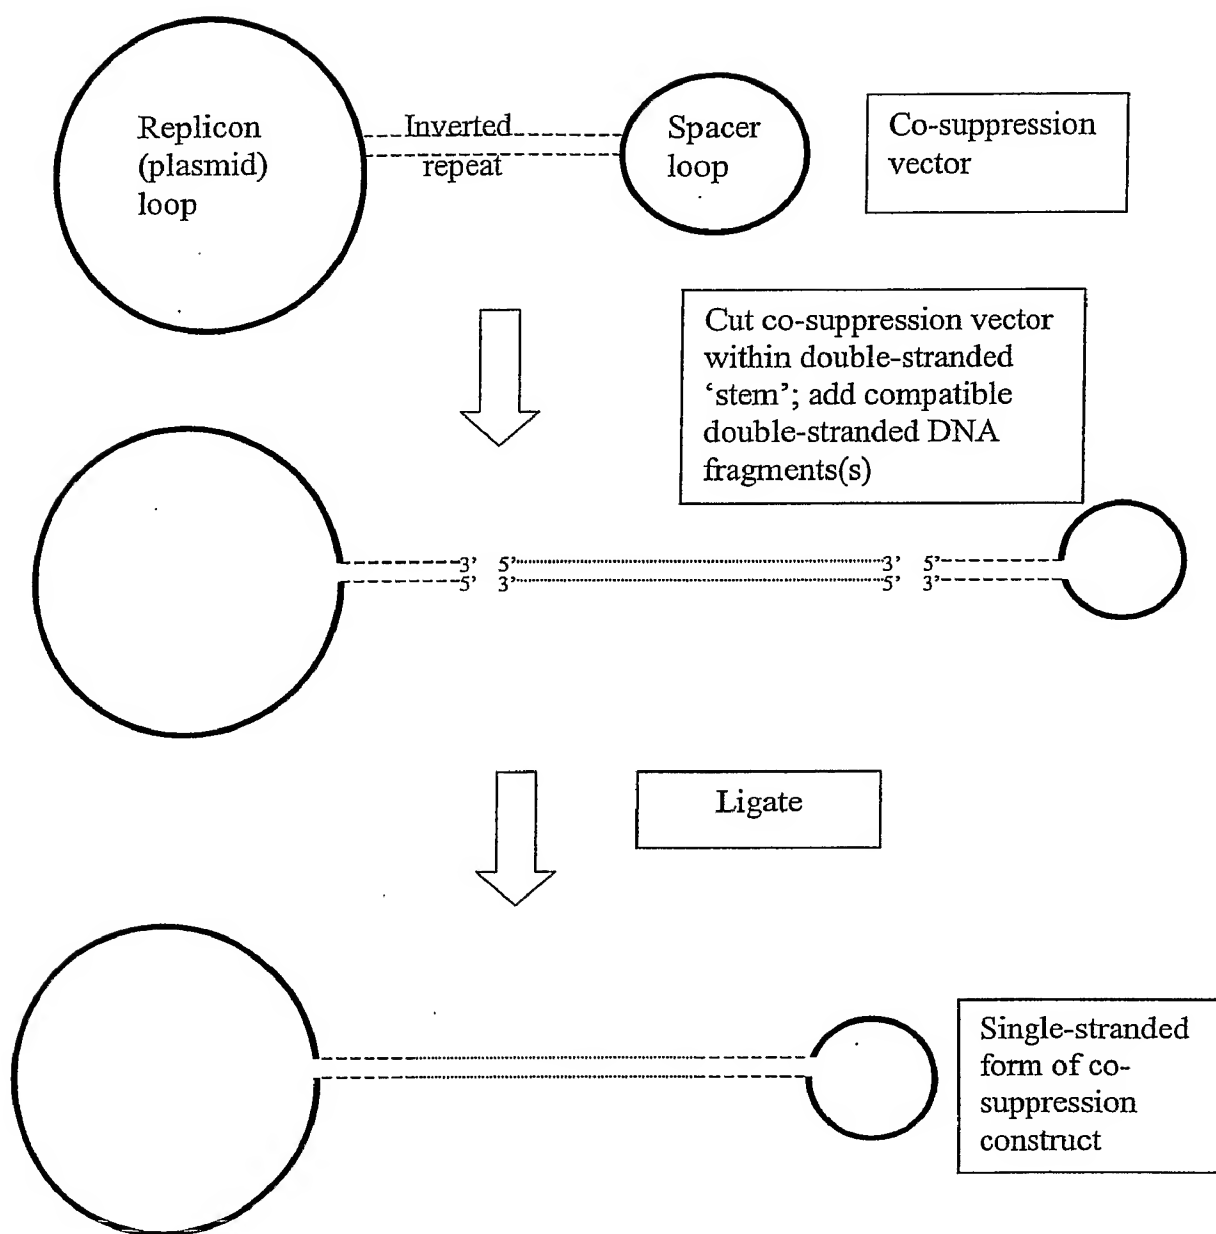 Replicon
(plasmid)
loop
Inverted
repeat
Spacer
loop
Co-suppression
vector
Cut co-suppression vector
within double-stranded
‘stem’; add compatible
double-stranded DNA
fragments(s)
3’ 5’ 3’ 5’
5’ 3’ 5’ 3’
Ligate
Single-stranded
form of co-
suppression
construct